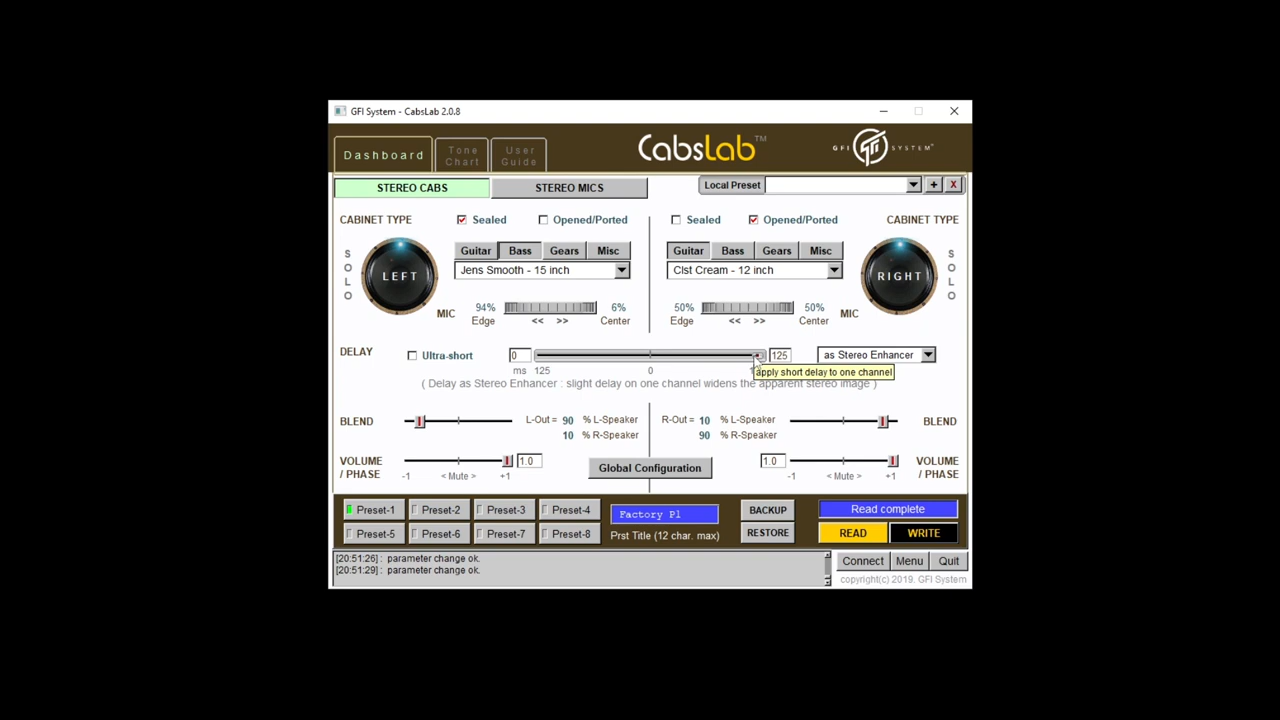 GFI System - CabsLab 2.0.8
Dashboard
Tone Chart
User Guide
CabsLab™
GFI SYSTEM™
STEREO CABS
STEREO MICS
Local Preset
+
X
CABINET TYPE
Sealed
Opened/Ported
Sealed
Opened/Ported
CABINET TYPE
SOLO
LEFT
Guitar Bass Gears Misc
Jens Smooth - 15 inch
Guitar Bass Gears Misc
Clst Cream - 12 inch
RIGHT
SOLO
MIC
94% Edge
<< >>
6% Center
50% Edge
<< >>
50% Center
MIC
DELAY
Ultra-short
0
125
as Stereo Enhancer
ms 125 0
apply short delay to one channel
( Delay as Stereo Enhancer : slight delay on one channel widens the apparent stereo image )
BLEND
L-Out = 90 % L-Speaker
10 % R-Speaker
R-Out = 10 % L-Speaker
90 % R-Speaker
BLEND
VOLUME / PHASE
1.0
-1 < Mute > +1
Global Configuration
1.0
-1 < Mute > +1
VOLUME / PHASE
Preset-1 Preset-2 Preset-3 Preset-4
Preset-5 Preset-6 Preset-7 Preset-8
Factory P1
Prst Title (12 char. max)
BACKUP
RESTORE
Read complete
READ
WRITE
[20:51:26] : parameter change ok.
[20:51:29] : parameter change ok.
Connect Menu Quit
copyright(c) 2019. GFI System